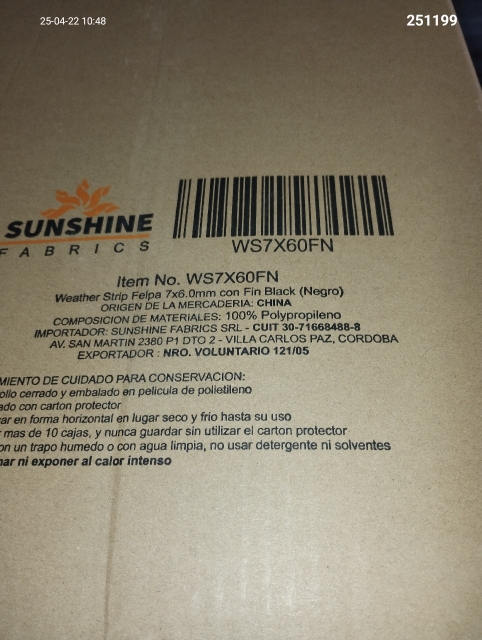 25-04-22 10:48
251199
SUNSHINE
FABRICS
WS7X60FN
Item No. WS7X60FN
Weather Strip Felpa 7x6.0mm con Fin Black (Negro)
ORIGEN DE LA MERCADERIA: CHINA
COMPOSICION DE MATERIALES: 100% Polypropileno
IMPORTADOR: SUNSHINE FABRICS SRL - CUIT 30-71668488-8
AV. SAN MARTIN 2380 P1 DTO 2 - VILLA CARLOS PAZ, CORDOBA
EXPORTADOR : NRO. VOLUNTARIO 121/05
MIENTO DE CUIDADO PARA CONSERVACION:
ollo cerrado y embalado en pelicula de polietileno
ado con carton protector
ar en forma horizontal en lugar seco y frío hasta su uso
mas de 10 cajas, y nunca guardar sin utilizar el carton protector
on un trapo humedo o con agua limpia, no usar detergente ni solventes
nar ni exponer al calor intenso